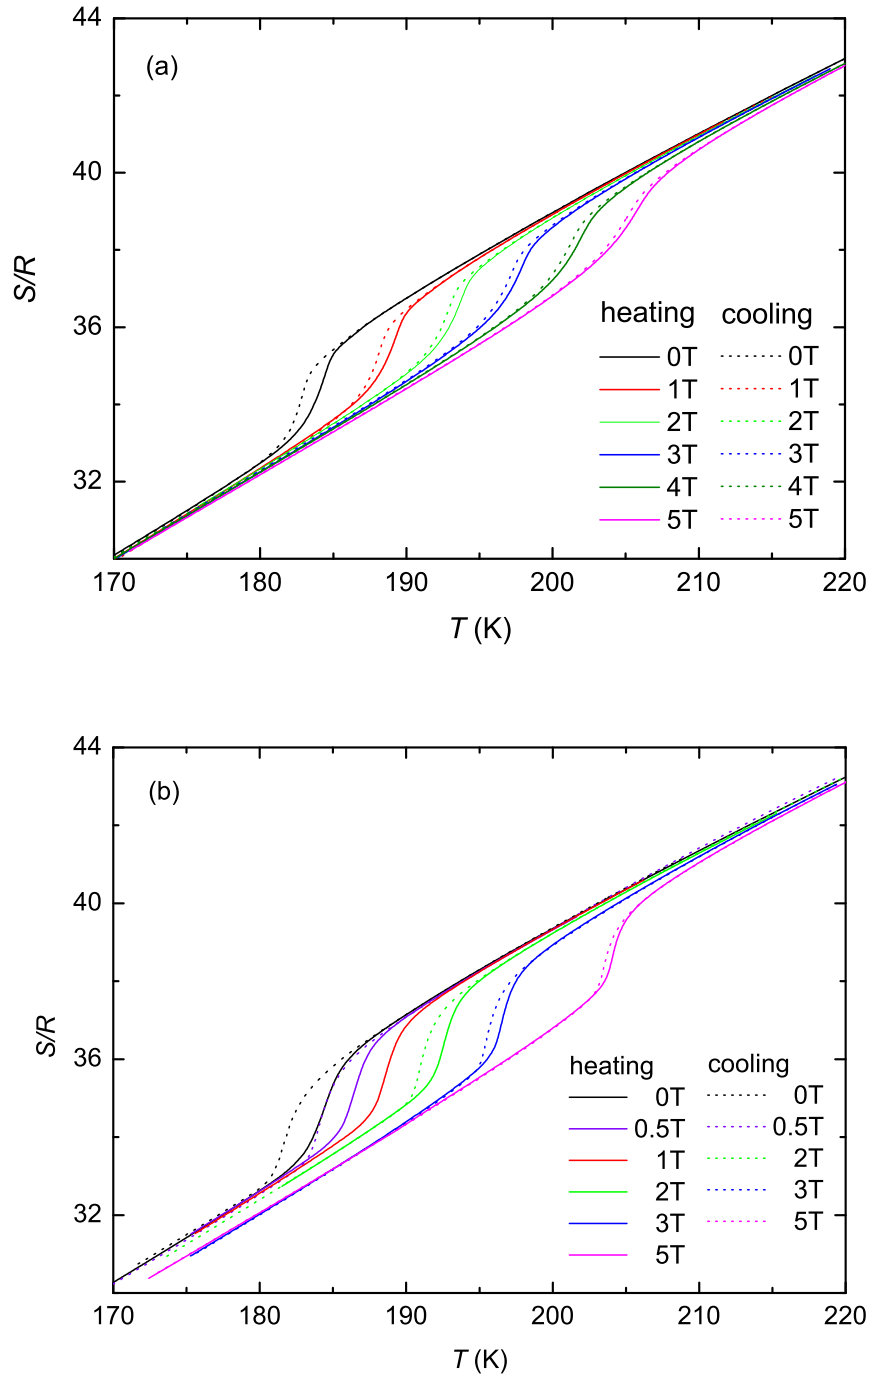 44
(a)
40
S/R
36
32
heating cooling
0T 0T
1T 1T
2T 2T
3T 3T
4T 4T
5T 5T
170 180 190 200 210 220
T (K)
44
(b)
40
S/R
36
32
heating cooling
0T 0T
0.5T 0.5T
1T 2T
2T 3T
3T 5T
5T
170 180 190 200 210 220
T (K)